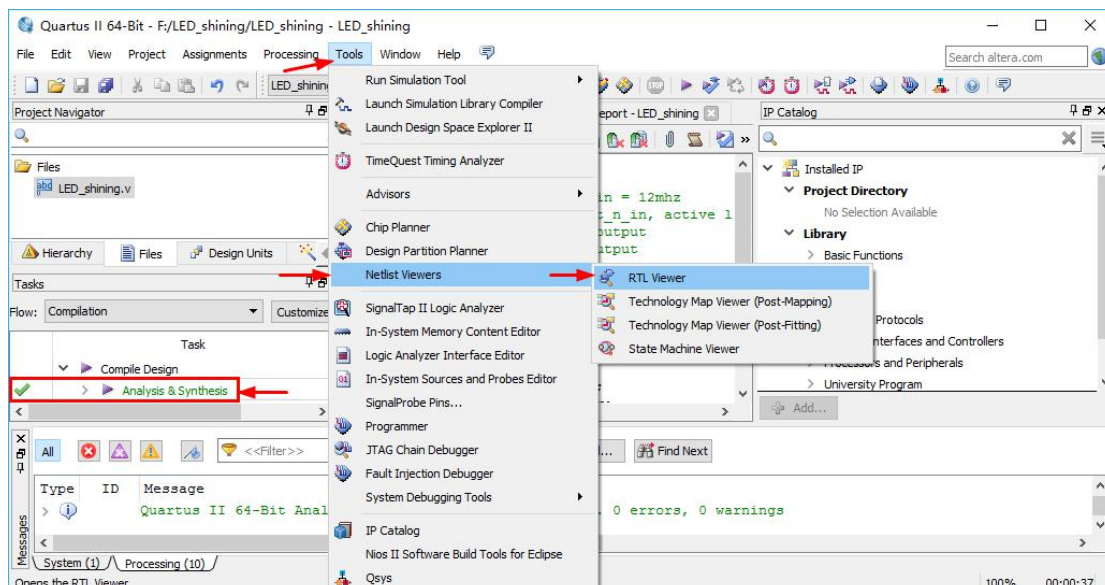 Quartus II 64-Bit - F:/LED_shining/LED_shining - LED_shining
File Edit View Project Assignments Processing Tools Window Help
Search altera.com
LED_shining
Project Navigator
Files
LED_shining.v
Hierarchy Files Design Units
Tasks
Flow: Compilation Customize
Task
Compile Design
Analysis & Synthesis
Run Simulation Tool
Launch Simulation Library Compiler
Launch Design Space Explorer II
TimeQuest Timing Analyzer
Advisors
Chip Planner
Design Partition Planner
Netlist Viewers
SignalTap II Logic Analyzer
In-System Memory Content Editor
Logic Analyzer Interface Editor
In-System Sources and Probes Editor
SignalProbe Pins...
Programmer
JTAG Chain Debugger
Fault Injection Debugger
System Debugging Tools
IP Catalog
Nios II Software Build Tools for Eclipse
Qsys
RTL Viewer
Technology Map Viewer (Post-Mapping)
Technology Map Viewer (Post-Fitting)
State Machine Viewer
eport - LED_shining
in = 12mhz
t_n_in, active l
output
utput
IP Catalog
Installed IP
Project Directory
No Selection Available
Library
Basic Functions
Protocols
nterfaces and Controllers
Processors and Peripherals
University Program
Add...
All <<Filter>> Find Next
Type ID Message
Quartus II 64-Bit Anal . 0 errors, 0 warnings
Messages
System (1) Processing (10)
Opens the RTL Viewer
100% 00:00:37